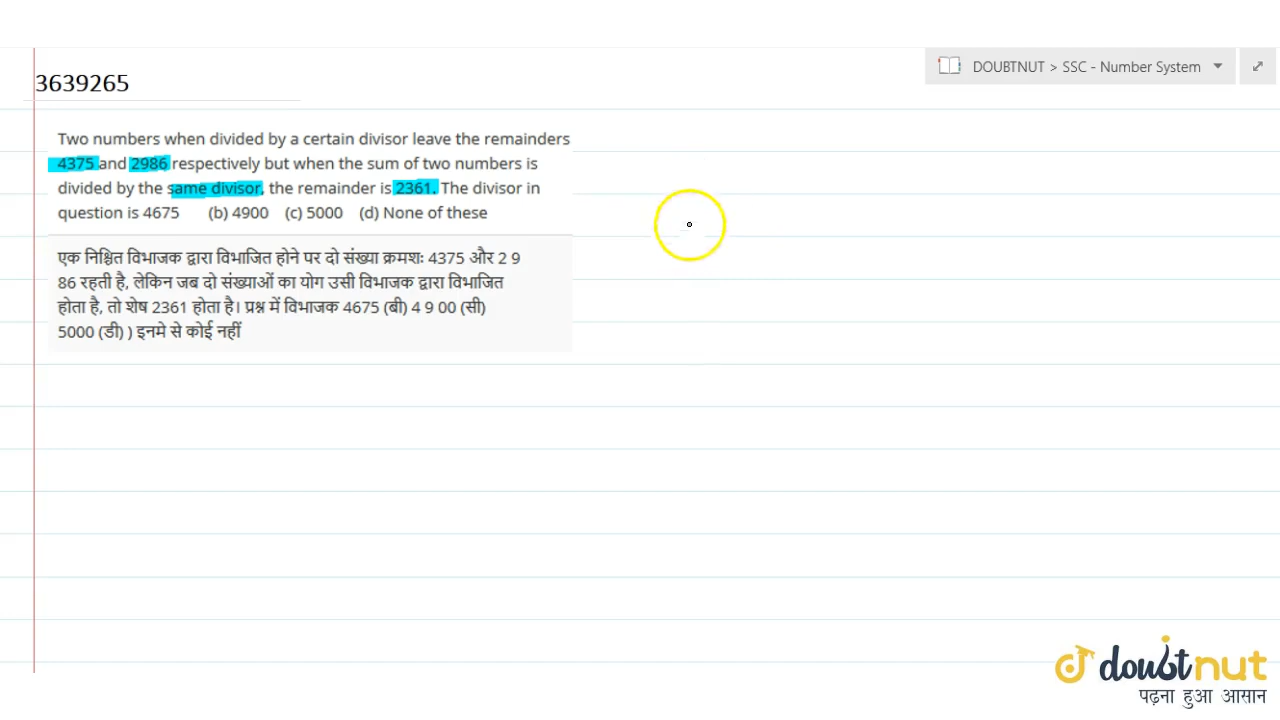 3639265
DOUBTNUT > SSC - Number System
Two numbers when divided by a certain divisor leave the remainders
4375 and 2986 respectively but when the sum of two numbers is
divided by the same divisor, the remainder is 2361. The divisor in
question is 4675 (b) 4900 (c) 5000 (d) None of these
एक निश्चित विभाजक द्वारा विभाजित होने पर दो संख्या क्रमशः 4375 और 2 9
86 रहती है, लेकिन जब दो संख्याओं का योग उसी विभाजक द्वारा विभाजित
होता है, तो शेष 2361 होता है। प्रश्न में विभाजक 4675 (बी) 4 9 00 (सी)
5000 (डी) ) इनमे से कोई नहीं
doubtnut
पढ़ना हुआ आसान